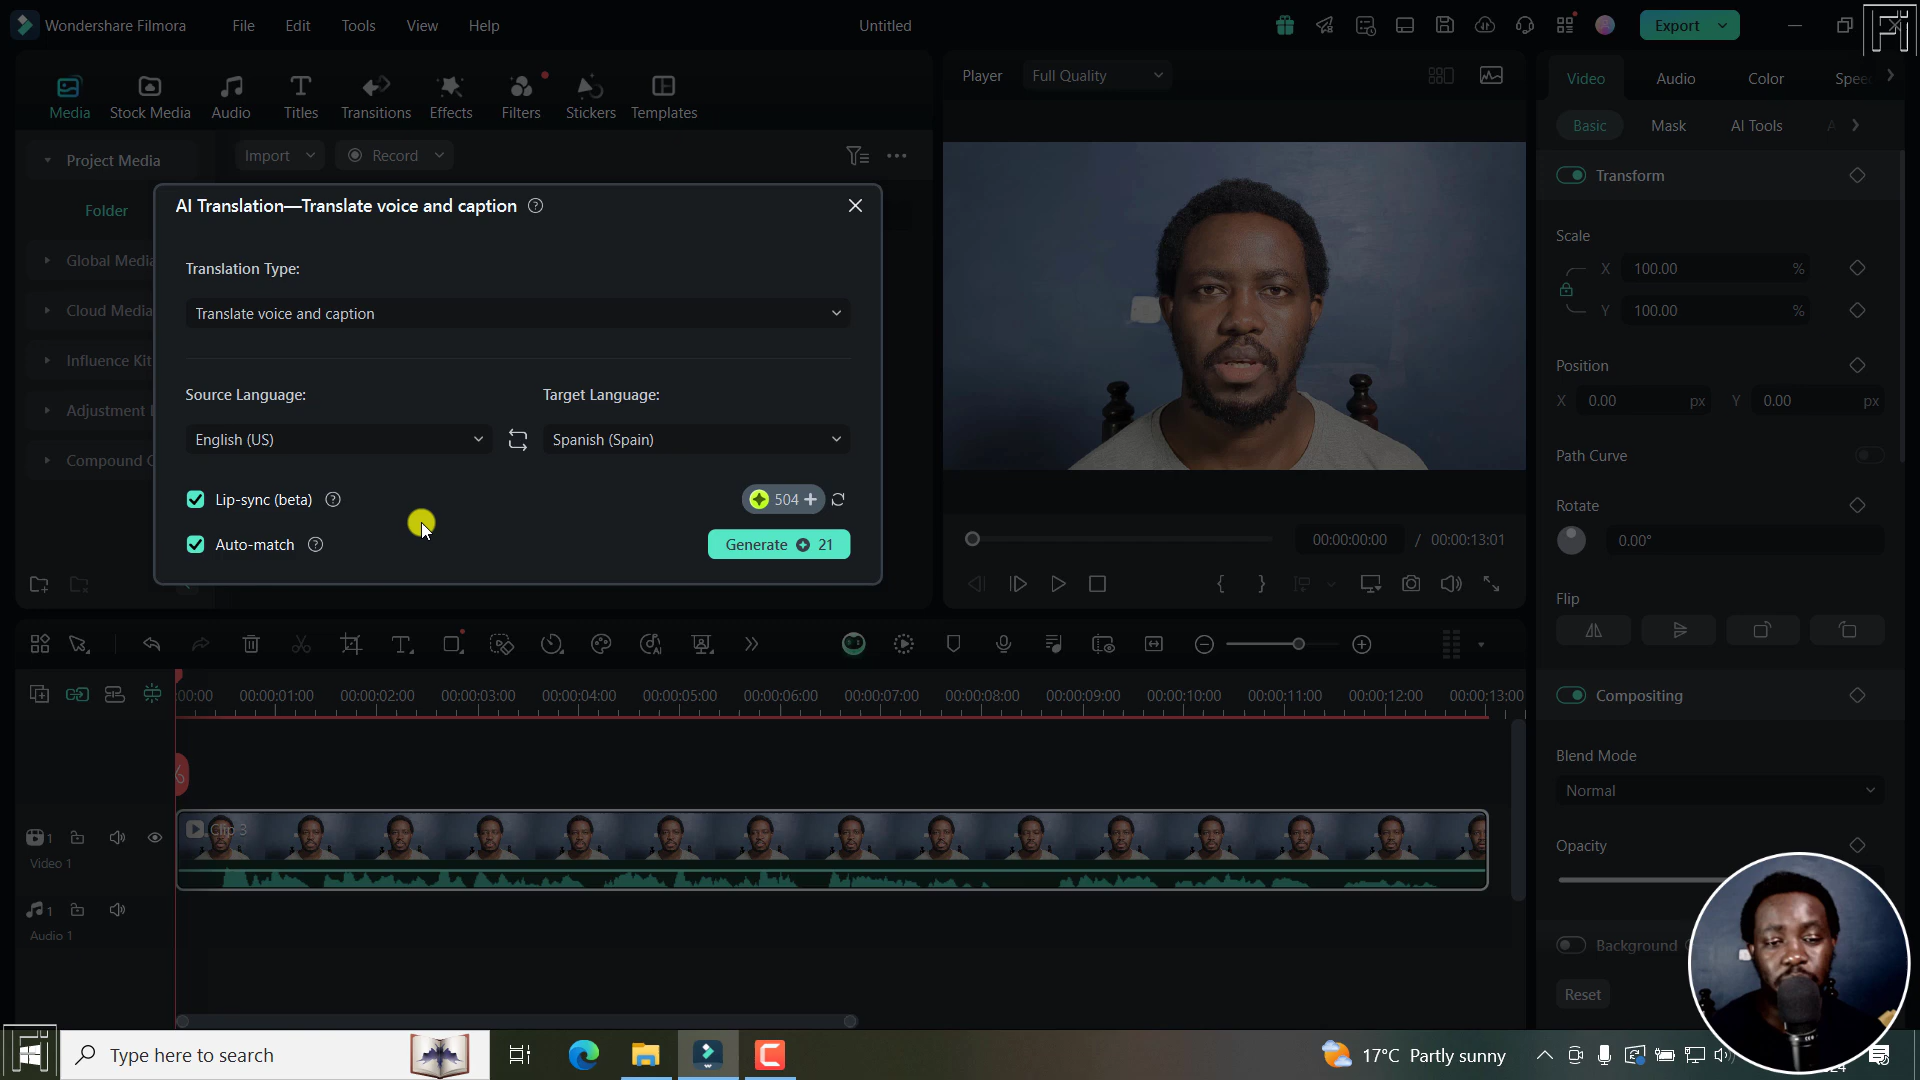 Wondershare Filmora File Edit Tools View Help Untitled Export
Media Stock Media Audio Titles Transitions Effects Filters Stickers Templates
Player Full Quality
Video Audio Color
Basic Mask AI Tools
Project Media
Import Record
Folder
Global Media
Cloud Media
Influence Kit
Adjustment
Compound
AI Translation—Translate voice and caption
Translation Type:
Translate voice and caption
Source Language: Target Language:
English (US) Spanish (Spain)
Lip-sync (beta) 504
Auto-match Generate 21
00:00:00:00 / 00:00:13:01
Transform
Scale
X 100.00 %
Y 100.00 %
Position
X 0.00 px Y 0.00 px
Path Curve
Rotate
0.00°
Flip
Compositing
Blend Mode
Normal
Opacity
Background
Reset
:00:00 00:00:01:00 00:00:02:00 00:00:03:00 00:00:04:00 00:00:05:00 00:00:06:00 00:00:07:00 00:00:08:00 00:00:09:00 00:00:10:00 00:00:11:00 00:00:12:00 00:00:13:00
Clip 3
1
Video 1
1
Audio 1
Type here to search
17°C Partly sunny